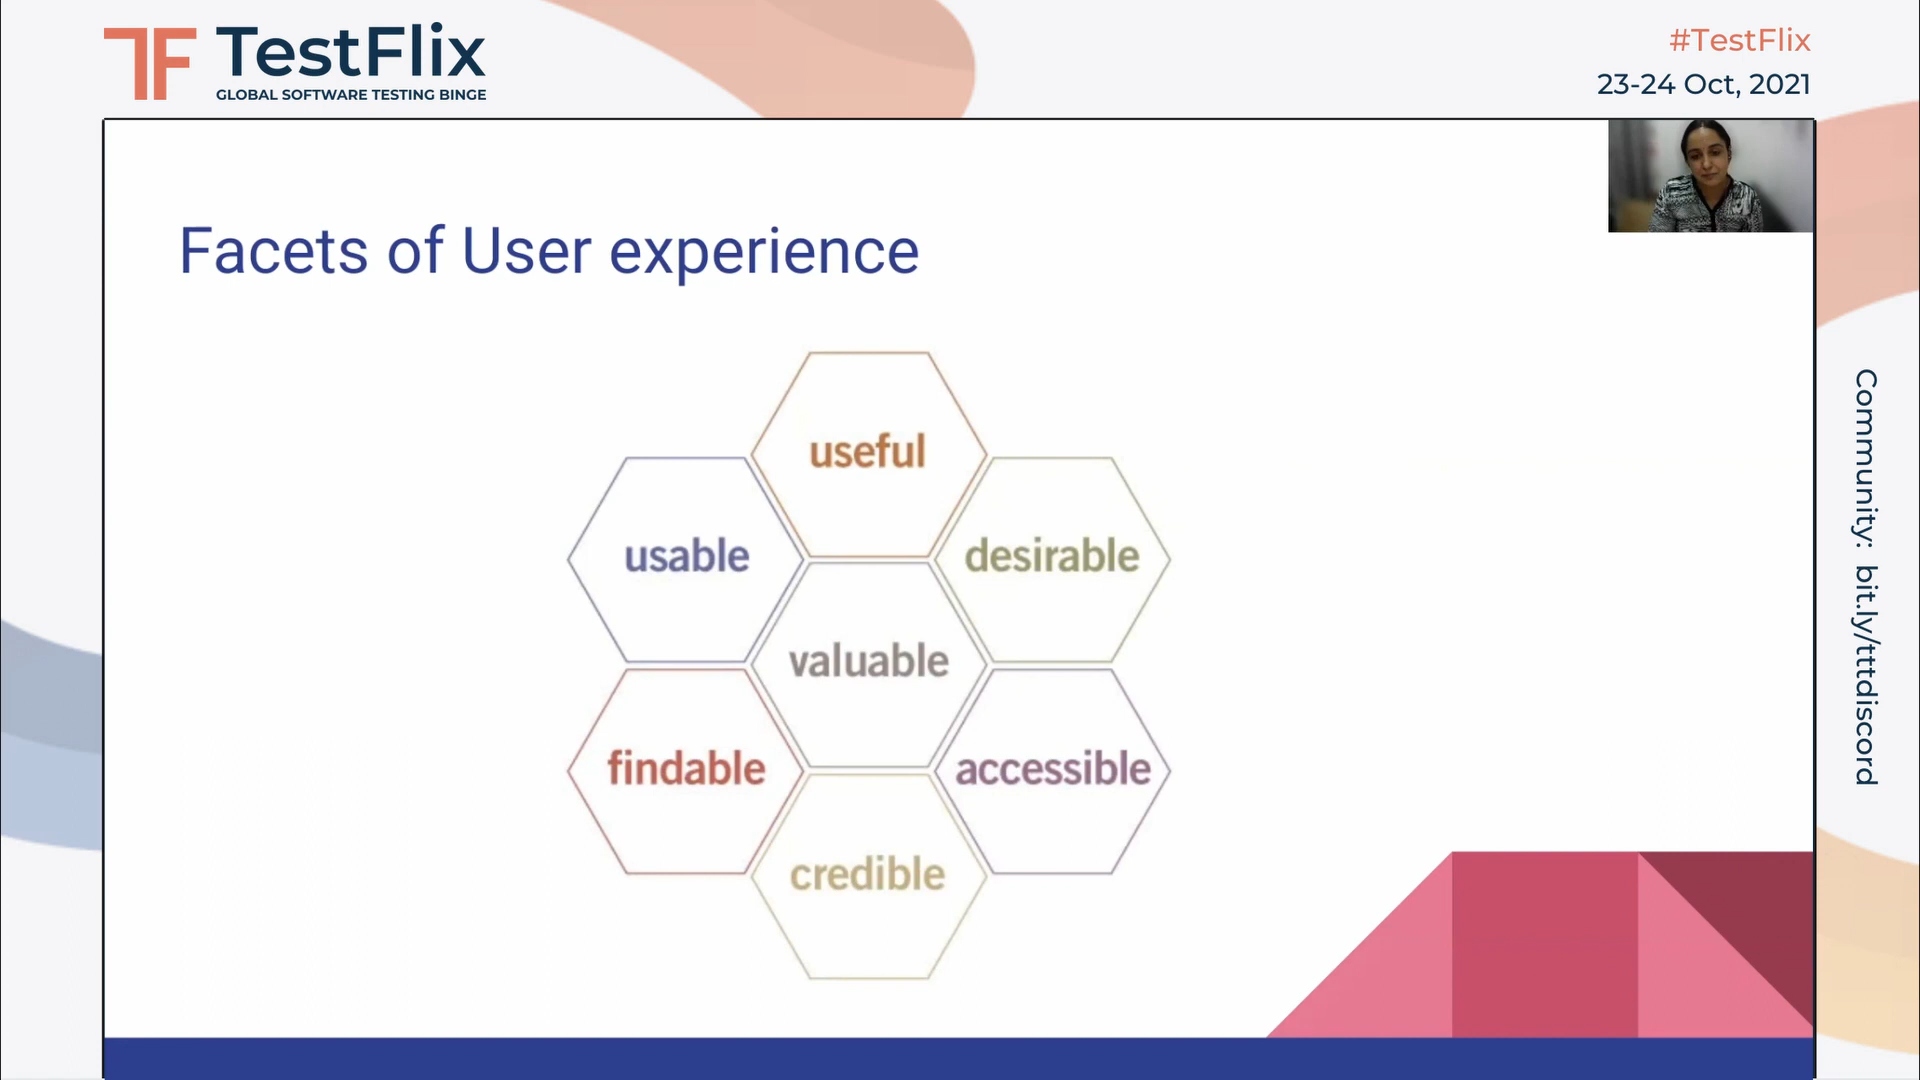 TF TestFlix
GLOBAL SOFTWARE TESTING BINGE
#TestFlix
23-24 Oct, 2021
Facets of User experience
useful
usable
desirable
valuable
findable
accessible
credible
Community: bit.ly/tttdiscord